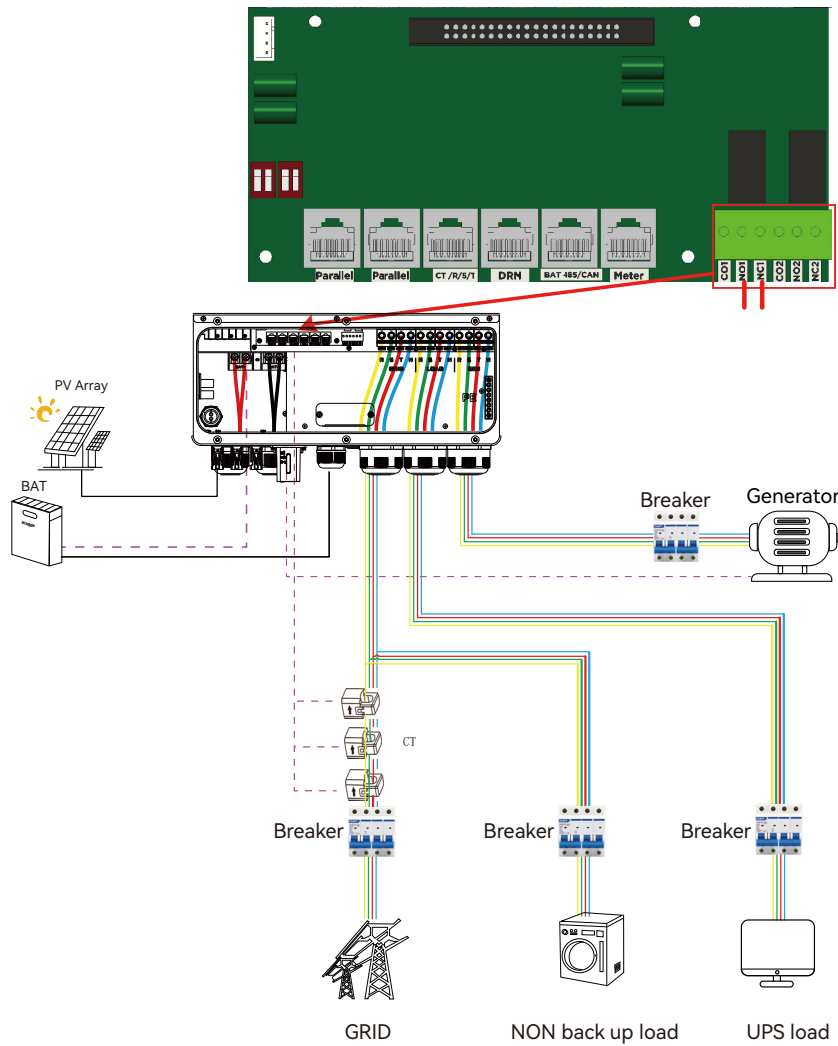 Parallel
Parallel
CT /R/S/T
DRM
BAT 485/CAN
Meter
CO1
NO1
NC1
CO2
NO2
NC2
PV Array
BAT
Breaker
Generator
CT
Breaker
Breaker
Breaker
GRID
NON back up load
UPS load